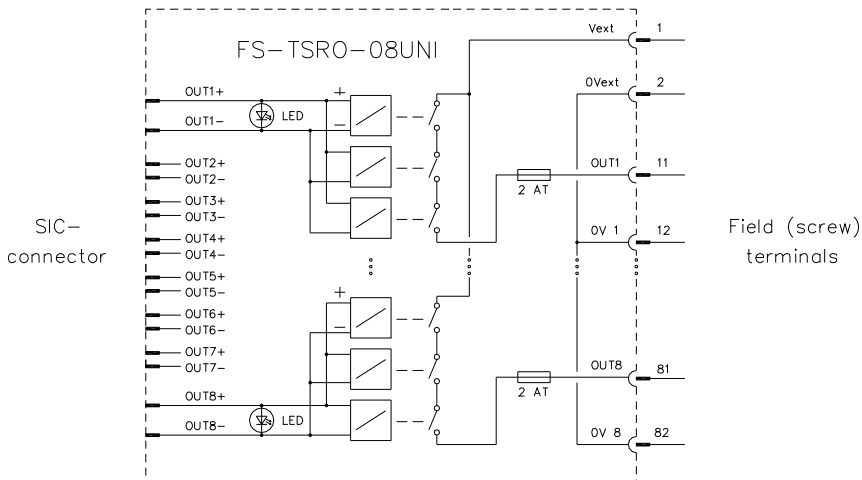 FS-TSRO-08UNI
Vext 1
0Vext 2
OUT1+
+
LED
OUT1-
−
OUT1 11
2 AT
OUT2+
OUT2-
OUT3+
OUT3-
0V 1 12
SIC-
connector
Field (screw)
terminals
OUT4+
OUT4-
OUT5+
OUT5-
+
OUT6+
−
OUT6-
OUT7+
OUT7-
OUT8 81
2 AT
OUT8+
LED
OUT8-
0V 8 82